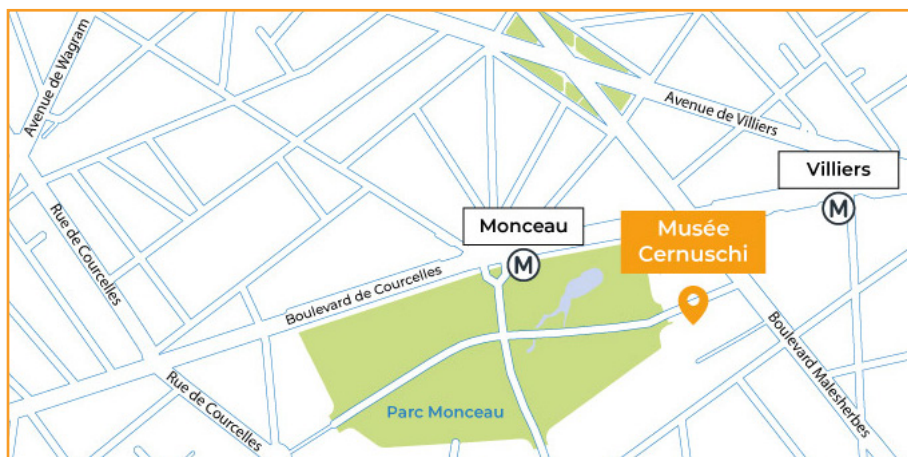 Avenue de Wagram
Avenue de Villiers
Villiers
M
Rue de Courcelles
Monceau
M
Musée
Cernuschi
Boulevard de Courcelles
Boulevard Malesherbes
Rue de Courcelles
Parc Monceau